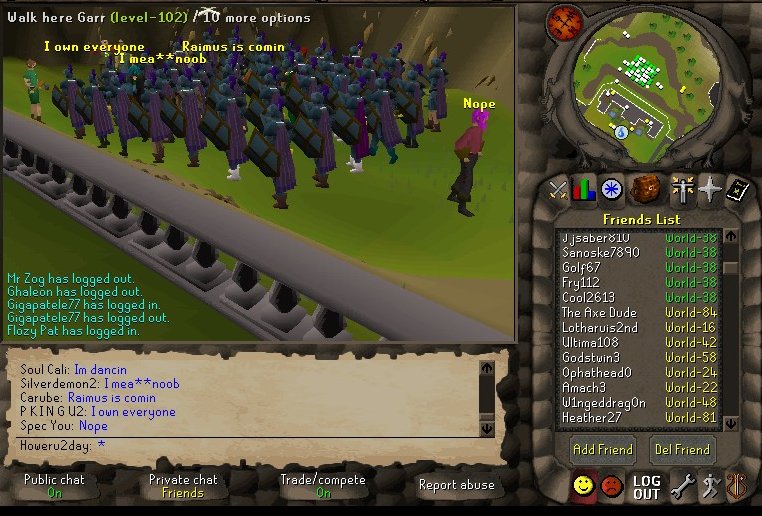 Walk here Garr (level-102) / 10 more options
I own everyone
Raimus is comin
I mea**noob
Nope
Mr Zog has logged out.
Ghaleon has logged out.
Gigapatele77 has logged in.
Gigapatele77 has logged out.
Flozy Pat has logged in.
Soul Cali: Im dancin
Silverdemon2: I mea**noob
Carube: Raimus is comin
P K I N G U2: I own everyone
Spec You: Nope
Howeru2day: *
Public chat
On
Private chat
Friends
Trade/compete
On
Report abuse
Friends List
Jjsaber810 World-38
Sanoske7890 World-38
Golf67 World-38
Fry112 World-38
Cool2613 World-38
The Axe Dude World-84
Lotharuis2nd World-16
Ultima108 World-42
Godstwin3 World-58
Ophathead0 World-24
Amach3 World-22
W1ngeddrag0n World-48
Heather27 World-81
Add Friend
Del Friend
LOG
OUT